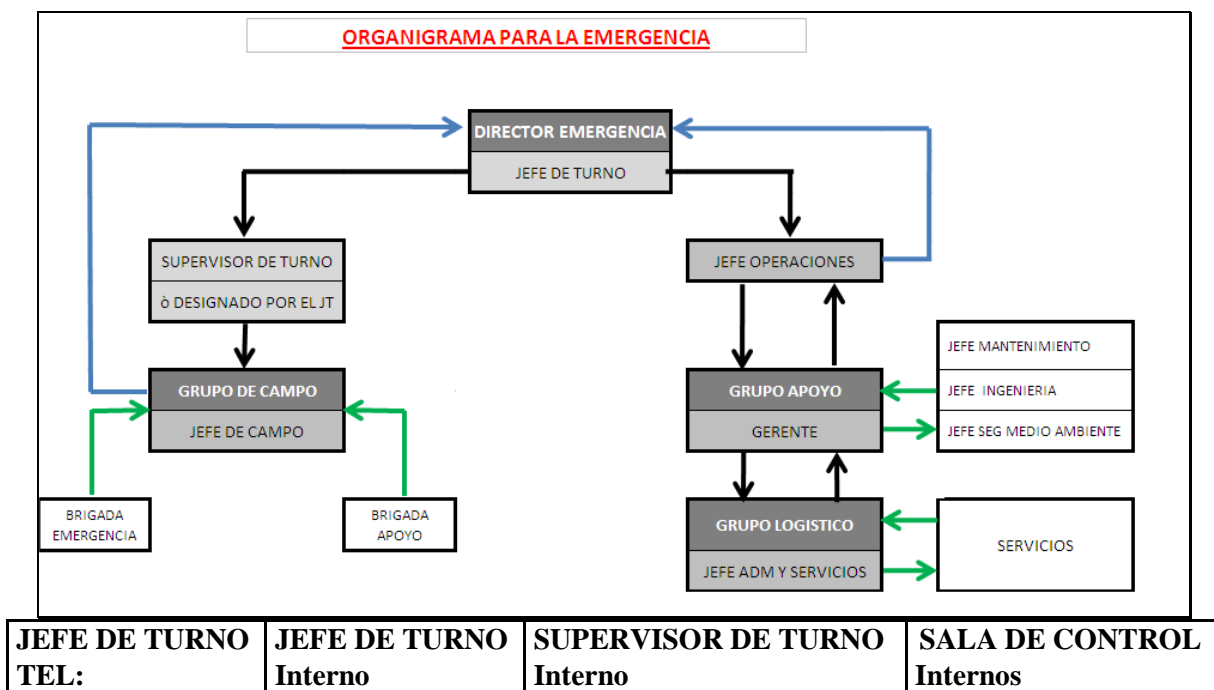 ORGANIGRAMA PARA LA EMERGENCIA
DIRECTOR EMERGENCIA
JEFE DE TURNO
SUPERVISOR DE TURNO
ò DESIGNADO POR EL JT
JEFE OPERACIONES
GRUPO DE CAMPO
JEFE DE CAMPO
GRUPO APOYO
GERENTE
JEFE MANTENIMIENTO
JEFE INGENIERIA
JEFE SEG MEDIO AMBIENTE
BRIGADA
EMERGENCIA
BRIGADA
APOYO
GRUPO LOGISTICO
JEFE ADM Y SERVICIOS
SERVICIOS
JEFE DE TURNO
TEL:
JEFE DE TURNO
Interno
SUPERVISOR DE TURNO
Interno
SALA DE CONTROL
Internos